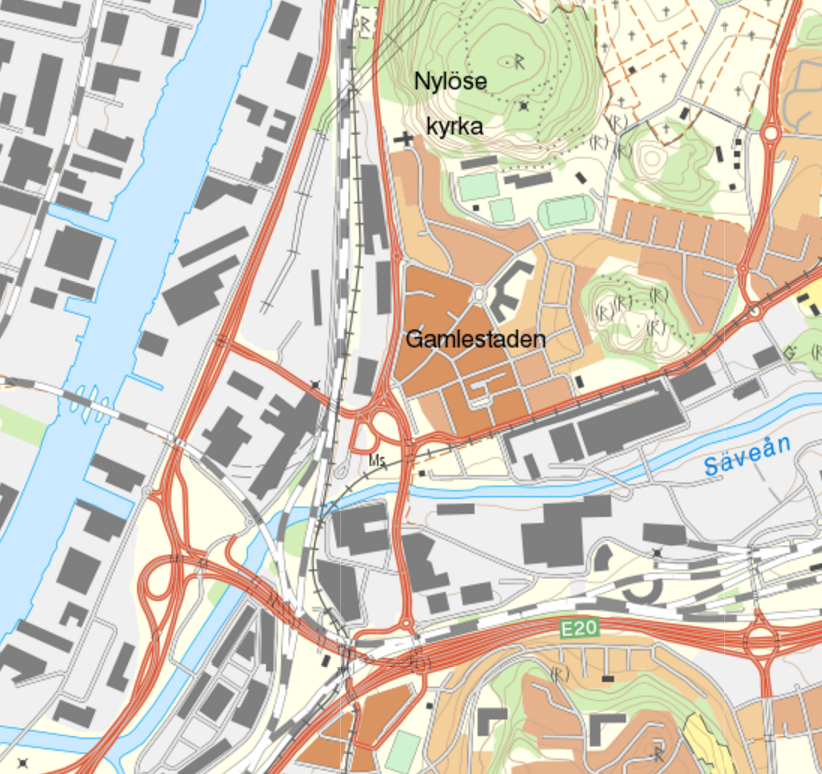 R
R
Nylöse
kyrka
(R)
(R)
(R)
(R)
(R)
(R)
(R)
(R)
Gamlestaden
(R)
Ms
Säveån
E20
(R)
R